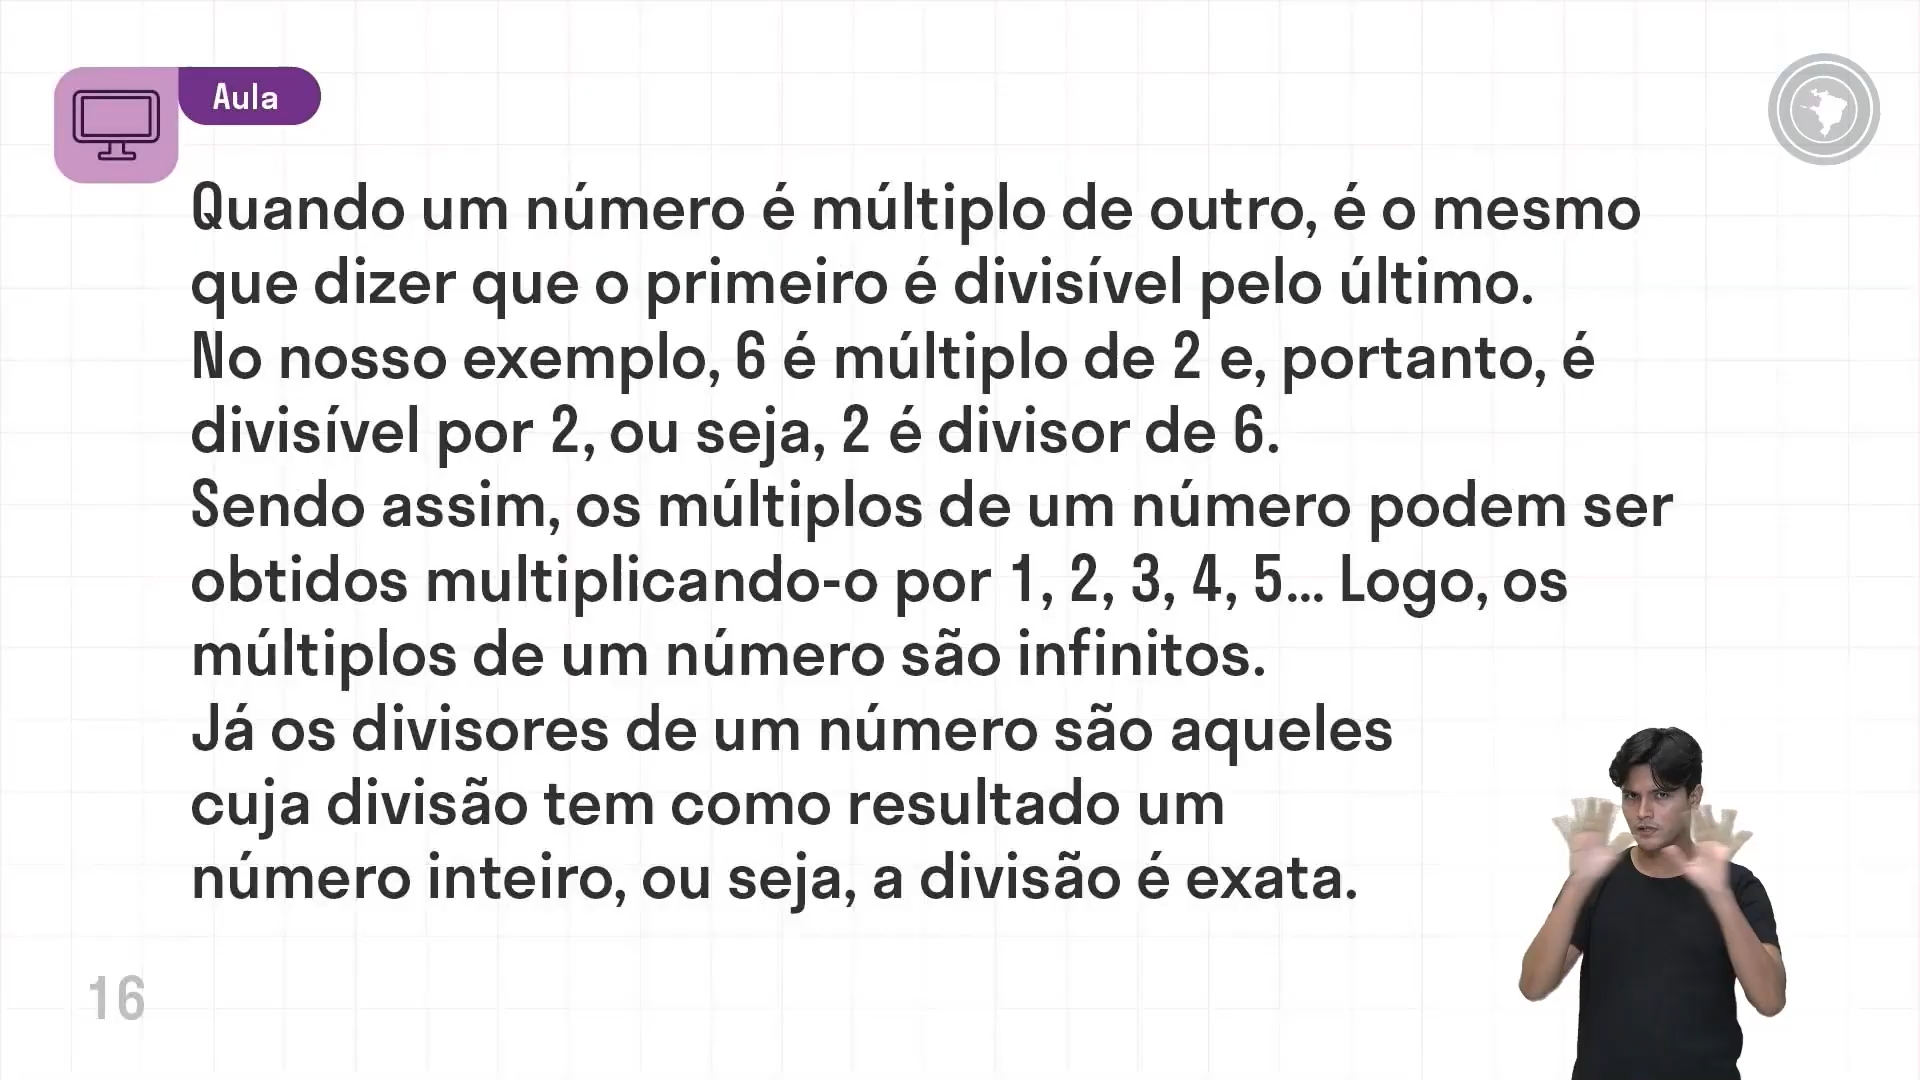 Aula
Quando um número é múltiplo de outro, é o mesmo
que dizer que o primeiro é divisível pelo último.
No nosso exemplo, 6 é múltiplo de 2 e, portanto, é
divisível por 2, ou seja, 2 é divisor de 6.
Sendo assim, os múltiplos de um número podem ser
obtidos multiplicando-o por 1, 2, 3, 4, 5... Logo, os
múltiplos de um número são infinitos.
Já os divisores de um número são aqueles
cuja divisão tem como resultado um
número inteiro, ou seja, a divisão é exata.
16